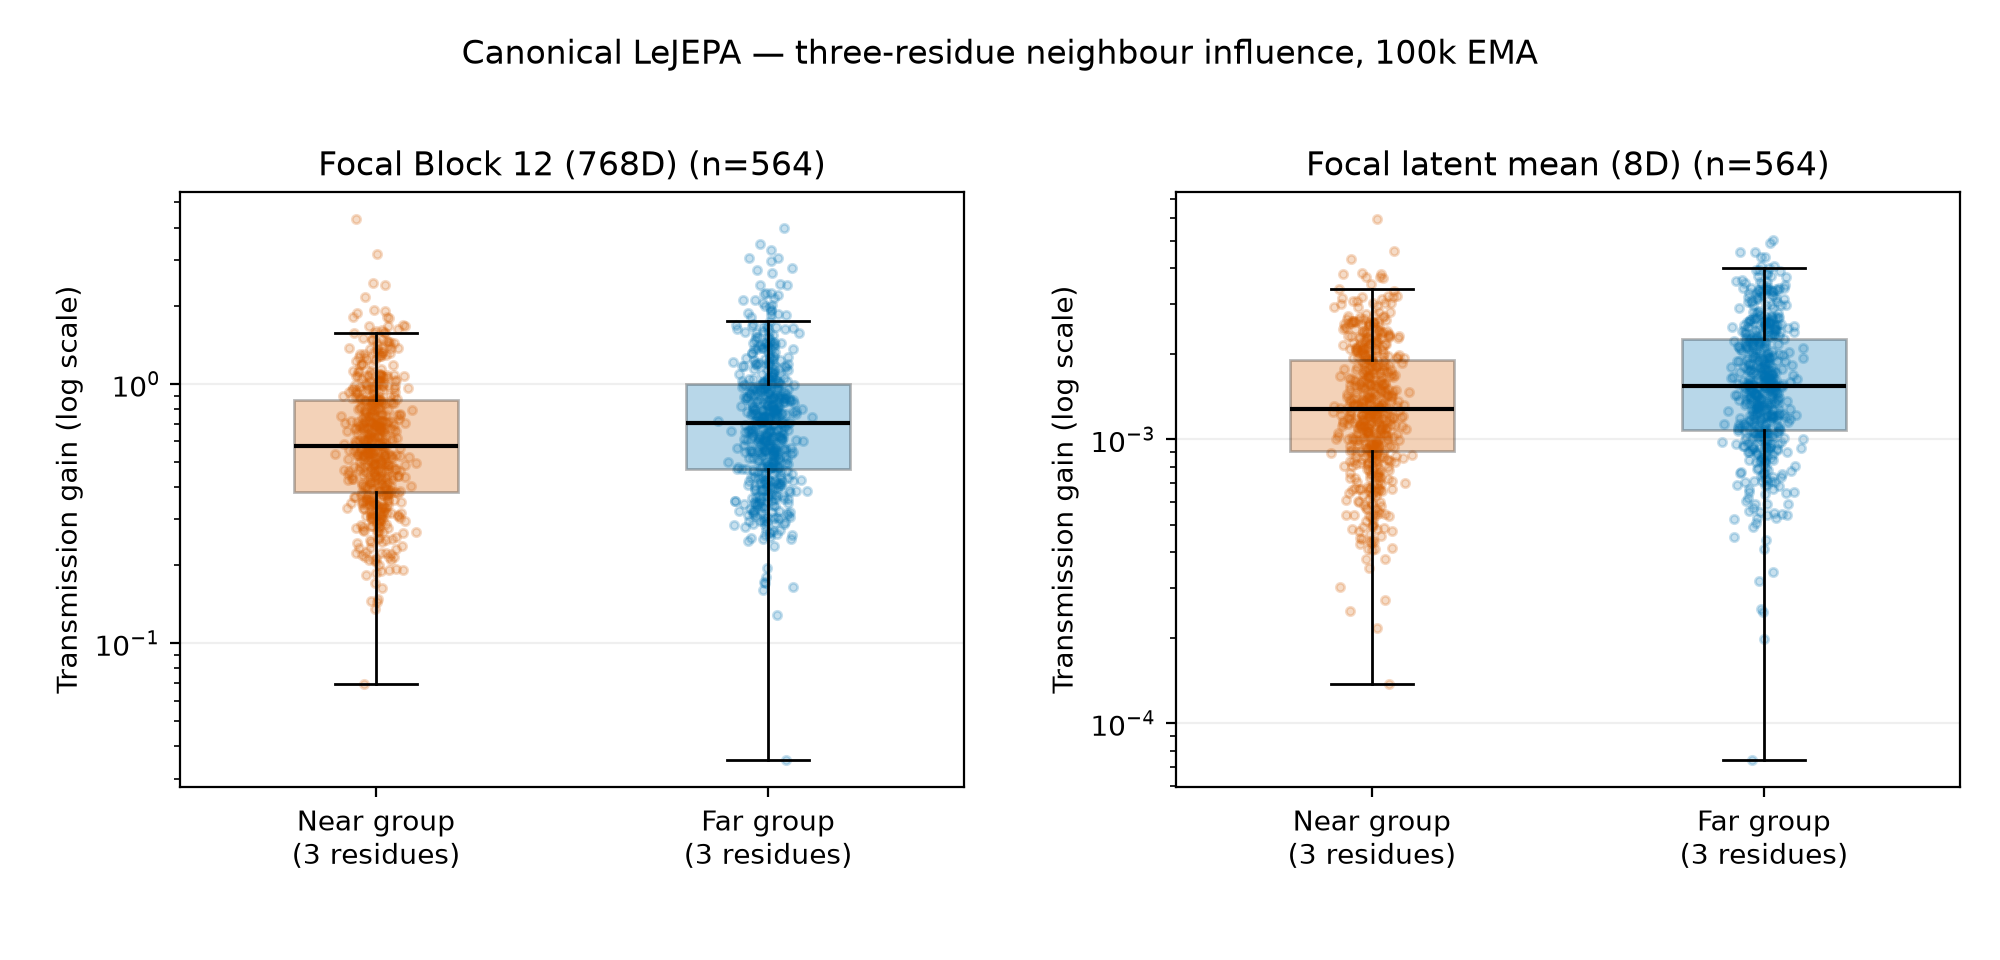 Canonical LeJEPA — three-residue neighbour influence, 100k EMA
Focal Block 12 (768D) (n=564)
Transmission gain (log scale)
10⁰
10⁻¹
Near group
(3 residues)
Far group
(3 residues)
Focal latent mean (8D) (n=564)
Transmission gain (log scale)
10⁻³
10⁻⁴
Near group
(3 residues)
Far group
(3 residues)